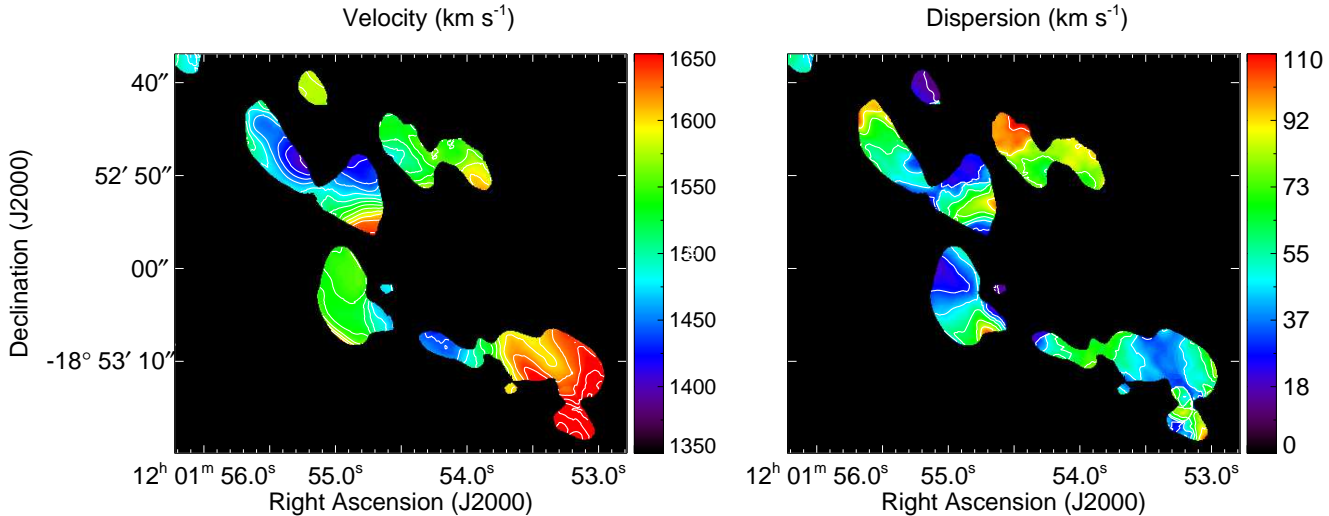 Velocity (km s⁻¹)
Dispersion (km s⁻¹)
Declination (J2000)
40″
52′ 50″
00″
-18° 53′ 10″
1650
1600
1550
1500
1450
1400
1350
110
92
73
55
37
18
0
12ʰ 01ᵐ 56.0ˢ
55.0ˢ
54.0ˢ
53.0ˢ
12ʰ 01ᵐ 56.0ˢ
55.0ˢ
54.0ˢ
53.0ˢ
Right Ascension (J2000)
Right Ascension (J2000)